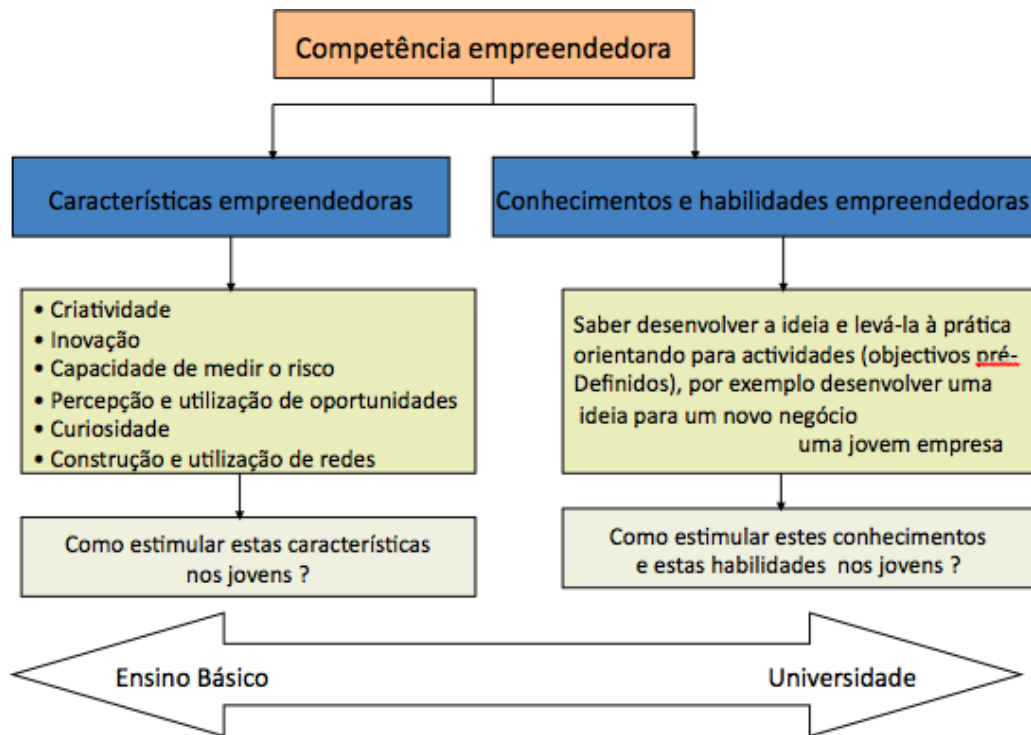 Competência empreendedora
Característícas empreendedoras
Conhecimentos e habilidades empreendedoras
• Criatividade
• Inovação
• Capacidade de medir o risco
• Percepção e utilização de oportunidades
• Curiosidade
• Construção e utilização de redes
Saber desenvolver a ideia e levá-la à prática
orientando para actividades (objectivos pré-
Definidos), por exemplo desenvolver uma
ideia para um novo negócio
uma jovem empresa
Como estimular estas característícas
nos jovens ?
Como estimular estes conhecimentos
e estas habilidades nos jovens ?
Ensino Básico
Universidade